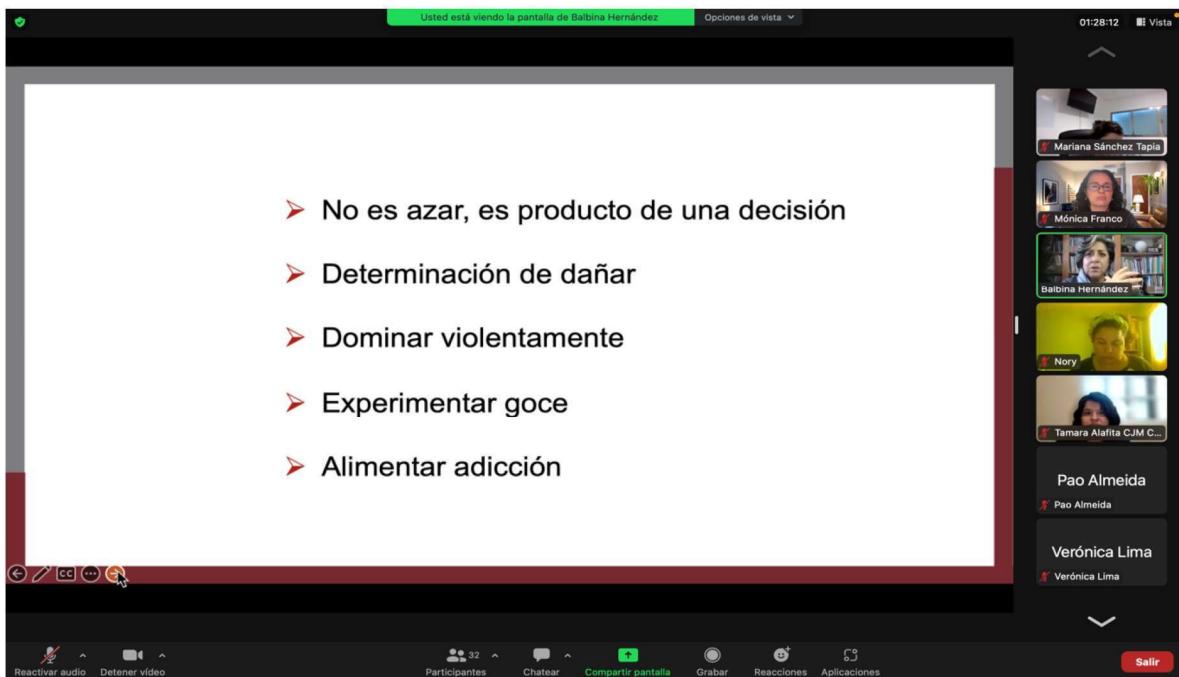 Usted está viendo la pantalla de Balbina Hernández
Opciones de vista
01:28:12
Vista
No es azar, es producto de una decisión
Determinación de dañar
Dominar violentamente
Experimentar goce
Alimentar adicción
Mariana Sánchez Tapia
Mónica Franco
Balbina Hernández
Nory
Tamara Alafita CJM C...
Pao Almeida
Pao Almeida
Verónica Lima
Verónica Lima
CC
Reactivar audio
Detener vídeo
32
Participantes
Chatear
Compartir pantalla
Grabar
Reacciones
Aplicaciones
Salir